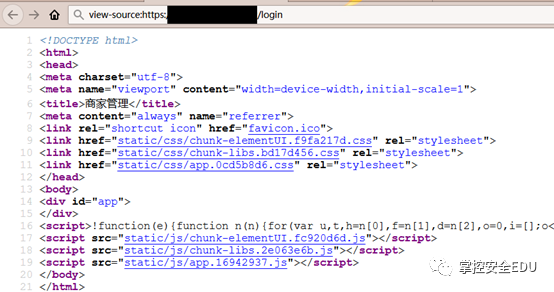 view-source:https; /login
1 <!DOCTYPE html>
2 <html>
3 <head>
4 <meta charset="utf-8">
5 <meta name="viewport" content="width=device-width,initial-scale=1">
6 <title>商家管理</title>
7 <meta content="always" name="referrer">
8 <link rel="shortcut icon" href="favicon.ico">
9 <link href="static/css/chunk-elementUI.f9fa217d.css" rel="stylesheet">
10 <link href="static/css/chunk-libs.bd17d456.css" rel="stylesheet">
11 <link href="static/css/app.0cd5b8d6.css" rel="stylesheet">
12 </head>
13 <body>
14 <div id="app">
15 </div>
16 <script>!function(e){function n(n){for(var u,t,h=n[0],f=n[1],d=n[2],o=0,i=[];o<
17 <script src="static/js/chunk-elementUI.fc920d6d.js"></script>
18 <script src="static/js/chunk-libs.2e063e6b.js"></script>
19 <script src="static/js/app.16942937.js"></script>
20 </body>
21 </html>
掌控安全EDU